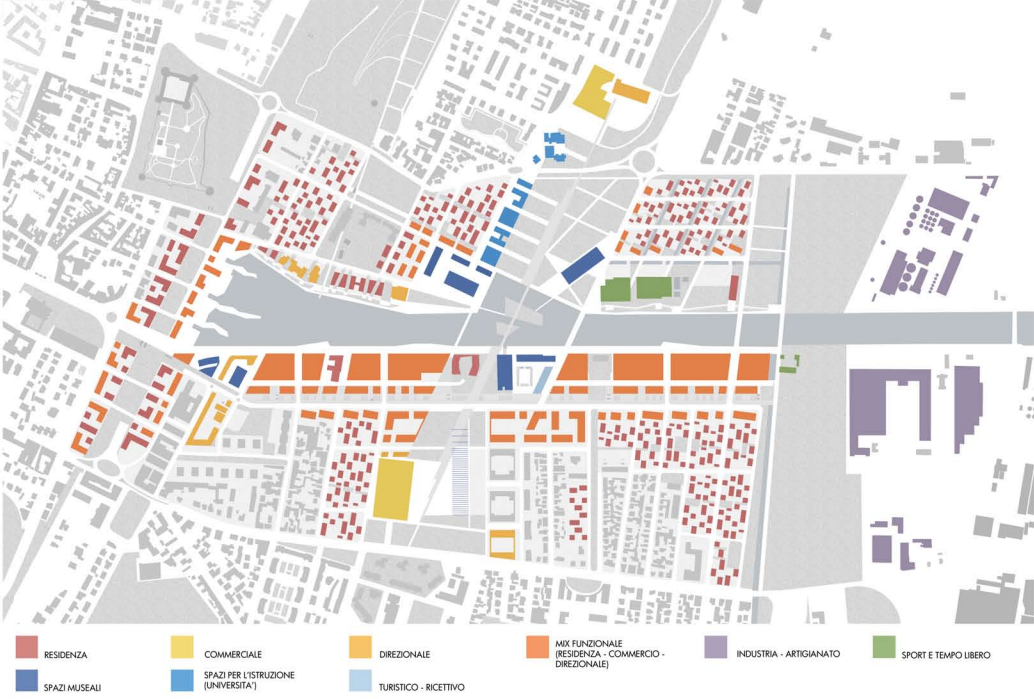 RESIDENZA
COMMERCIALE
DIREZIONALE
MIX FUNZIONALE
(RESIDENZA - COMMERCIO -
DIREZIONALE)
INDUSTRIA - ARTIGIANATO
SPORT E TEMPO LIBERO
SPAZI MUSEALI
SPAZI PER L'ISTRUZIONE
(UNIVERSITA')
TURISTICO - RICETTIVO